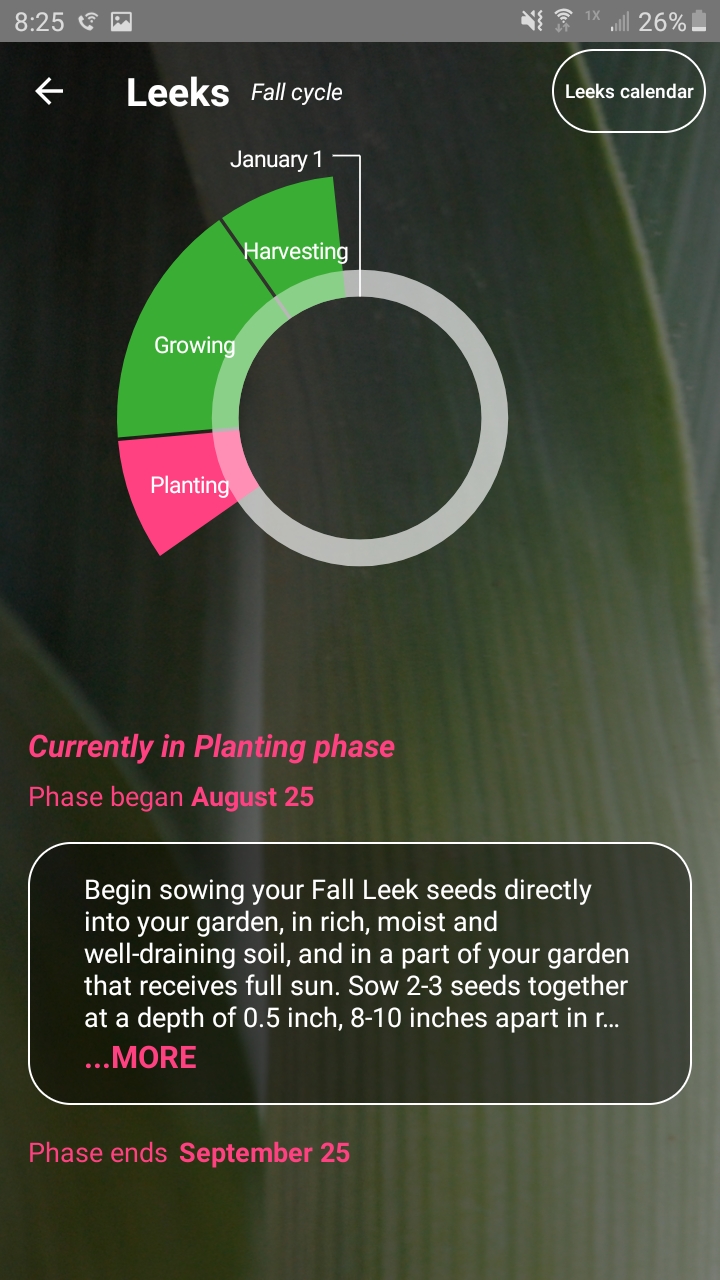 8:25
1X
26%
Leeks Fall cycle
Leeks calendar
January 1
Harvesting
Growing
Planting
Currently in Planting phase
Phase began August 25
Begin sowing your Fall Leek seeds directly
into your garden, in rich, moist and
well-draining soil, and in a part of your garden
that receives full sun. Sow 2-3 seeds together
at a depth of 0.5 inch, 8-10 inches apart in r...
...MORE
Phase ends September 25